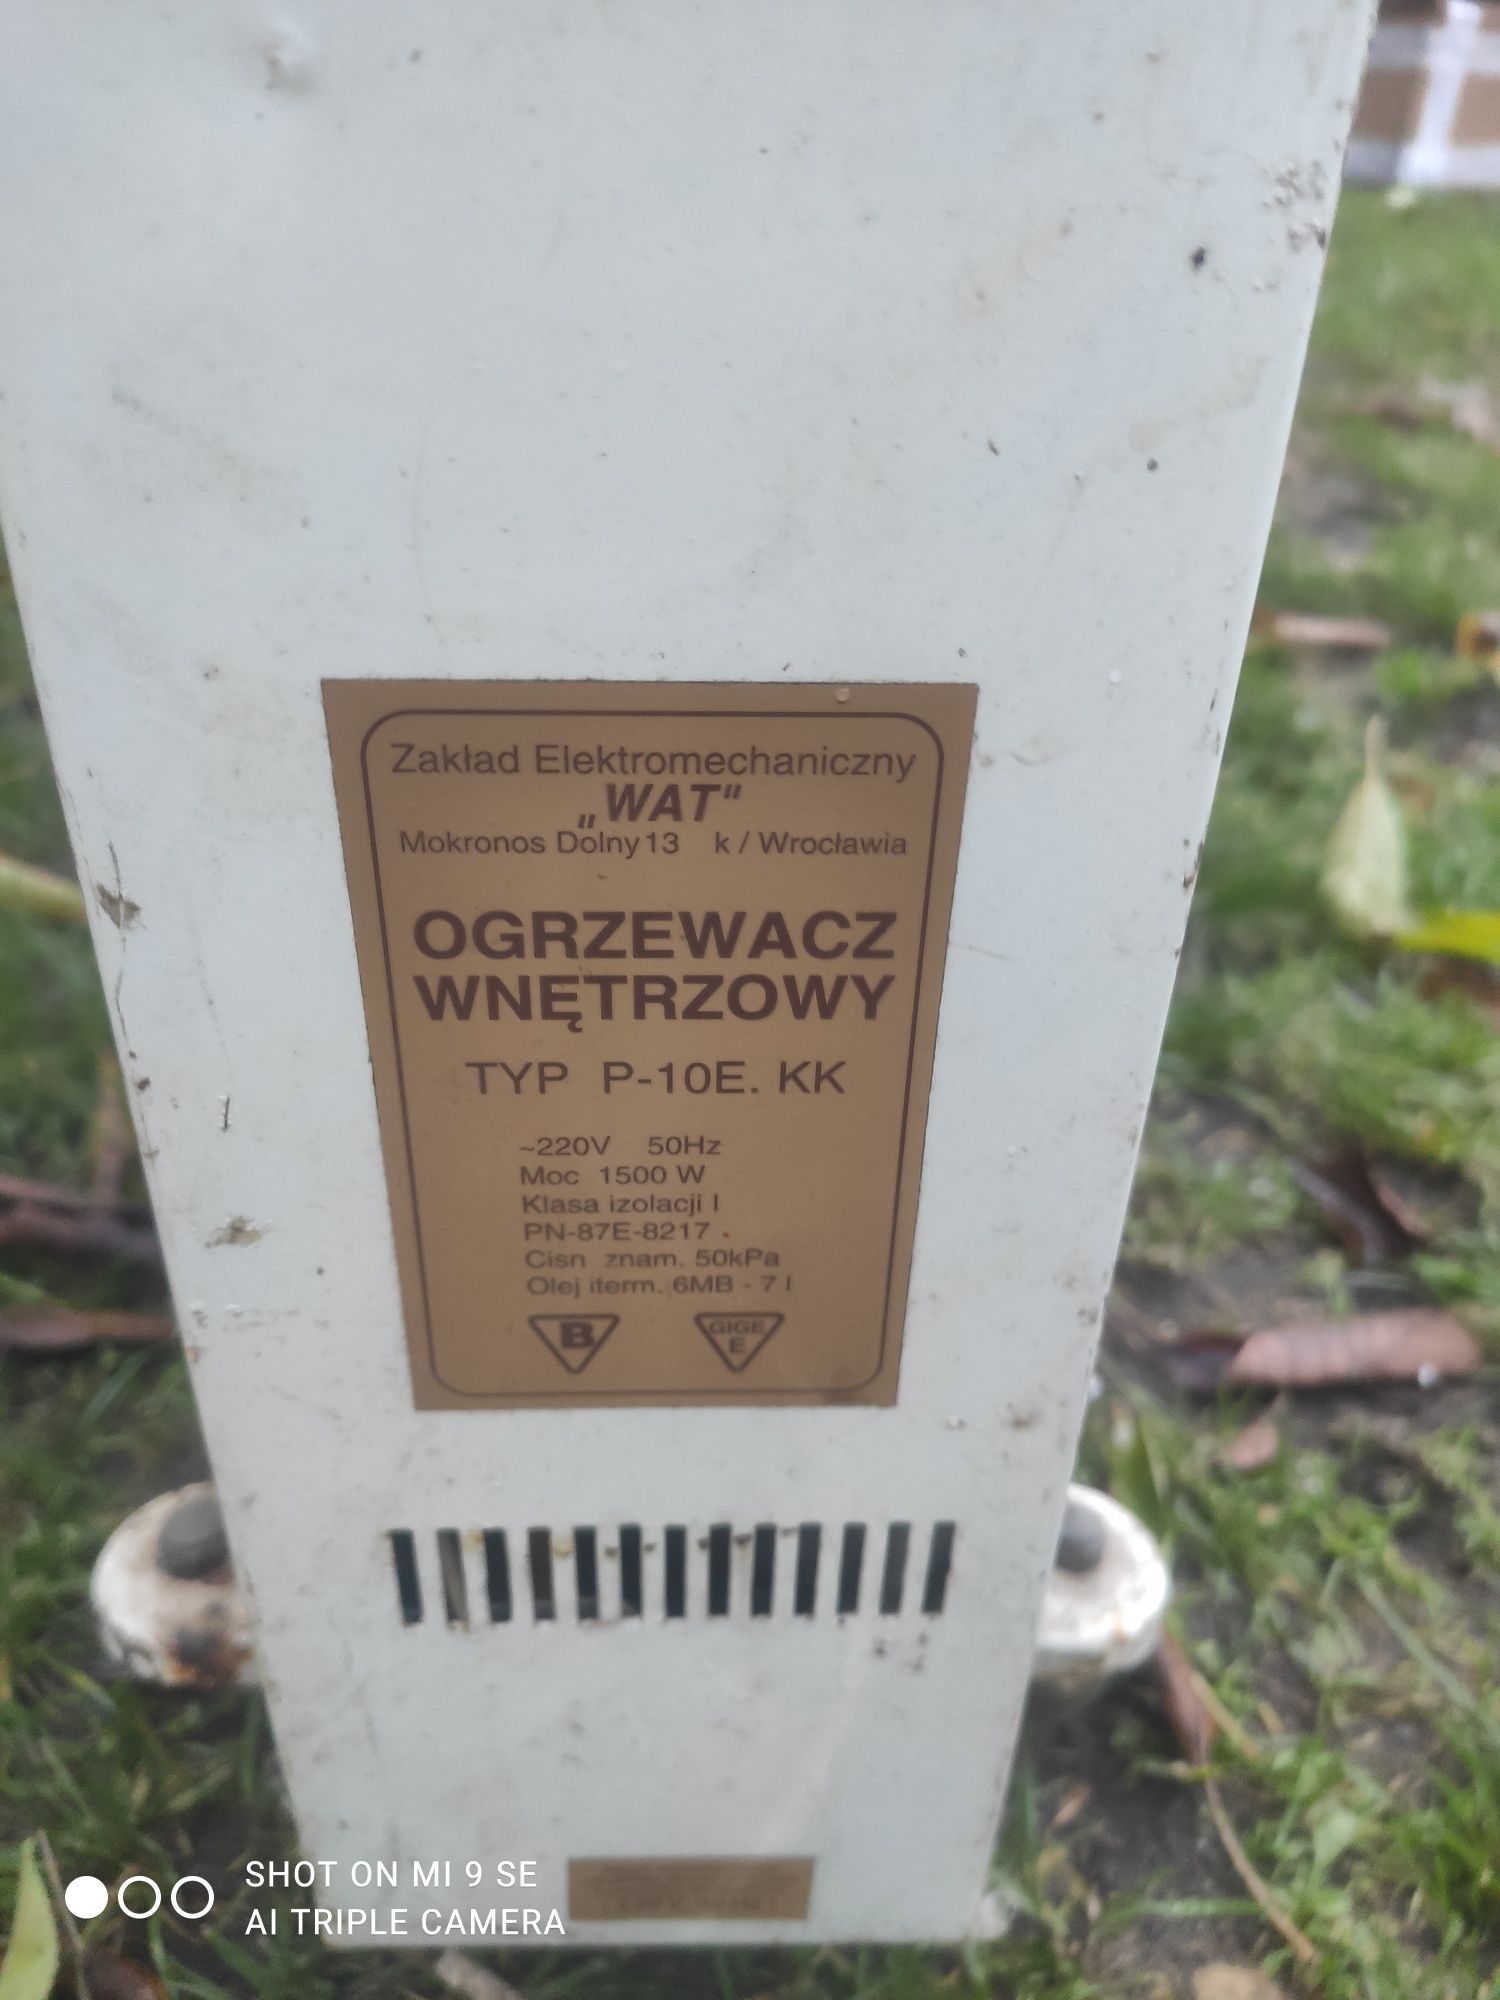 Zakład Elektromechaniczny
„WAT"
Mokronos Dolny 13 k / Wrocławia
OGRZEWACZ
WNĘTRZOWY
TYP P-10E. KK
~220V 50Hz
Moc 1500 W
Klasa izolacji I
PN-87E-8217 .
Cisn znam. 50kPa
Olej iterm. 6MB - 7 l
B
GIGE
E
SHOT ON MI 9 SE
AI TRIPLE CAMERA